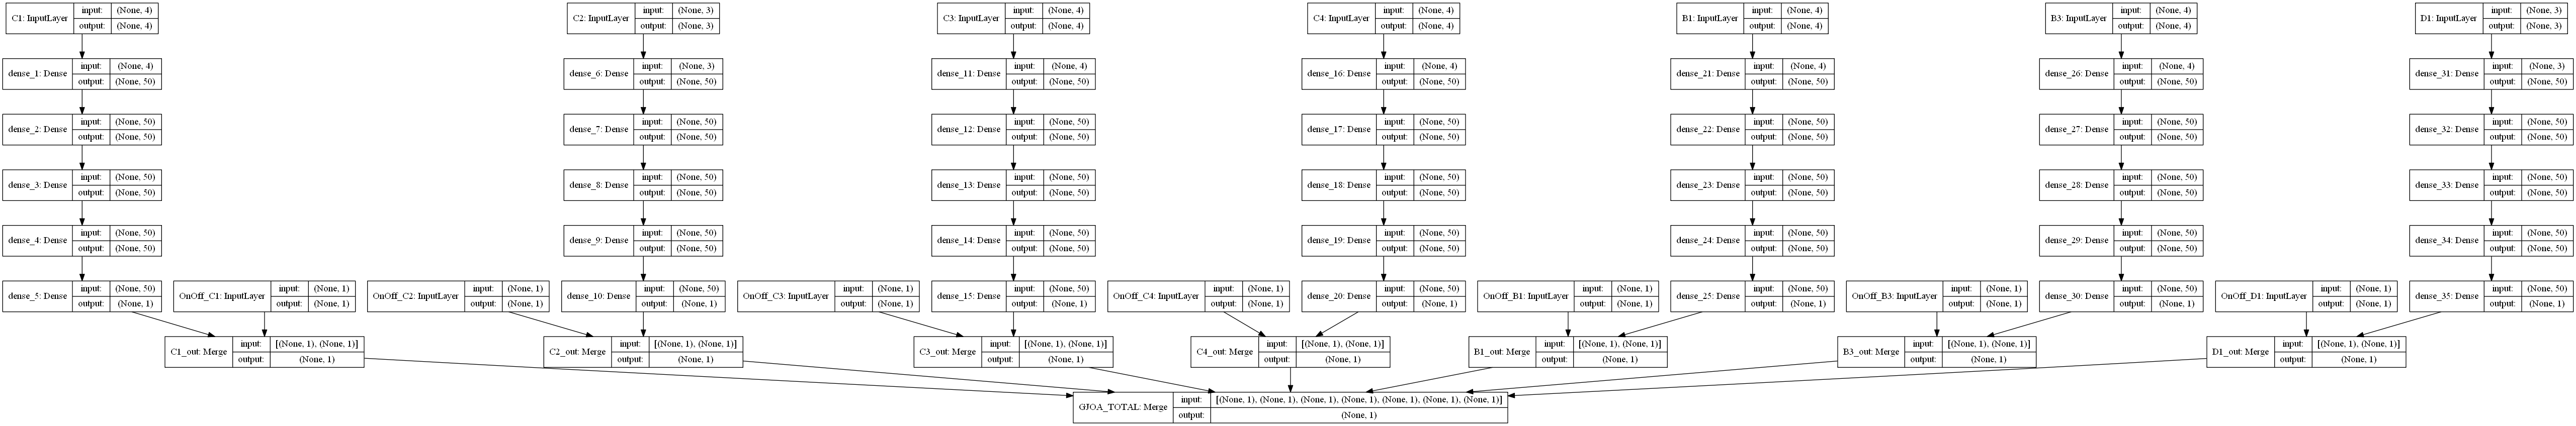 C1: InputLayer input: (None, 4)
output: (None, 4)
C2: InputLayer input: (None, 3)
output: (None, 3)
C3: InputLayer input: (None, 4)
output: (None, 4)
C4: InputLayer input: (None, 4)
output: (None, 4)
B1: InputLayer input: (None, 4)
output: (None, 4)
B3: InputLayer input: (None, 4)
output: (None, 4)
D1: InputLayer input: (None, 3)
output: (None, 3)
dense_1: Dense input: (None, 4)
output: (None, 50)
dense_6: Dense input: (None, 3)
output: (None, 50)
dense_11: Dense input: (None, 4)
output: (None, 50)
dense_16: Dense input: (None, 4)
output: (None, 50)
dense_21: Dense input: (None, 4)
output: (None, 50)
dense_26: Dense input: (None, 4)
output: (None, 50)
dense_31: Dense input: (None, 3)
output: (None, 50)
dense_2: Dense input: (None, 50)
output: (None, 50)
dense_7: Dense input: (None, 50)
output: (None, 50)
dense_12: Dense input: (None, 50)
output: (None, 50)
dense_17: Dense input: (None, 50)
output: (None, 50)
dense_22: Dense input: (None, 50)
output: (None, 50)
dense_27: Dense input: (None, 50)
output: (None, 50)
dense_32: Dense input: (None, 50)
output: (None, 50)
dense_3: Dense input: (None, 50)
output: (None, 50)
dense_8: Dense input: (None, 50)
output: (None, 50)
dense_13: Dense input: (None, 50)
output: (None, 50)
dense_18: Dense input: (None, 50)
output: (None, 50)
dense_23: Dense input: (None, 50)
output: (None, 50)
dense_28: Dense input: (None, 50)
output: (None, 50)
dense_33: Dense input: (None, 50)
output: (None, 50)
dense_4: Dense input: (None, 50)
output: (None, 50)
dense_9: Dense input: (None, 50)
output: (None, 50)
dense_14: Dense input: (None, 50)
output: (None, 50)
dense_19: Dense input: (None, 50)
output: (None, 50)
dense_24: Dense input: (None, 50)
output: (None, 50)
dense_29: Dense input: (None, 50)
output: (None, 50)
dense_34: Dense input: (None, 50)
output: (None, 50)
dense_5: Dense input: (None, 50)
output: (None, 1)
OnOff_C1: InputLayer input: (None, 1)
output: (None, 1)
OnOff_C2: InputLayer input: (None, 1)
output: (None, 1)
dense_10: Dense input: (None, 50)
output: (None, 1)
OnOff_C3: InputLayer input: (None, 1)
output: (None, 1)
dense_15: Dense input: (None, 50)
output: (None, 1)
OnOff_C4: InputLayer input: (None, 1)
output: (None, 1)
dense_20: Dense input: (None, 50)
output: (None, 1)
OnOff_B1: InputLayer input: (None, 1)
output: (None, 1)
dense_25: Dense input: (None, 50)
output: (None, 1)
OnOff_B3: InputLayer input: (None, 1)
output: (None, 1)
dense_30: Dense input: (None, 50)
output: (None, 1)
OnOff_D1: InputLayer input: (None, 1)
output: (None, 1)
dense_35: Dense input: (None, 50)
output: (None, 1)
C1_out: Merge input: [(None, 1), (None, 1)]
output: (None, 1)
C2_out: Merge input: [(None, 1), (None, 1)]
output: (None, 1)
C3_out: Merge input: [(None, 1), (None, 1)]
output: (None, 1)
C4_out: Merge input: [(None, 1), (None, 1)]
output: (None, 1)
B1_out: Merge input: [(None, 1), (None, 1)]
output: (None, 1)
B3_out: Merge input: [(None, 1), (None, 1)]
output: (None, 1)
D1_out: Merge input: [(None, 1), (None, 1)]
output: (None, 1)
GJOA_TOTAL: Merge input: [(None, 1), (None, 1), (None, 1), (None, 1), (None, 1), (None, 1), (None, 1)]
output: (None, 1)